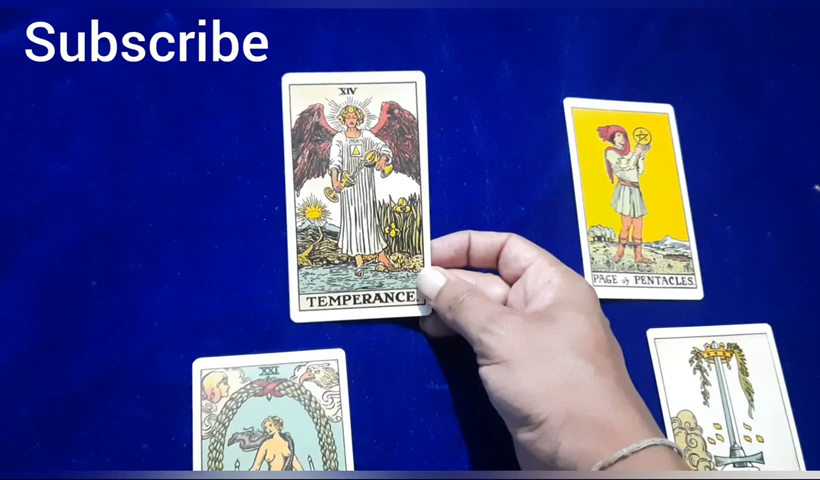 Subscribe
XIV
TEMPERANCE.
PAGE of PENTACLES.
XXI